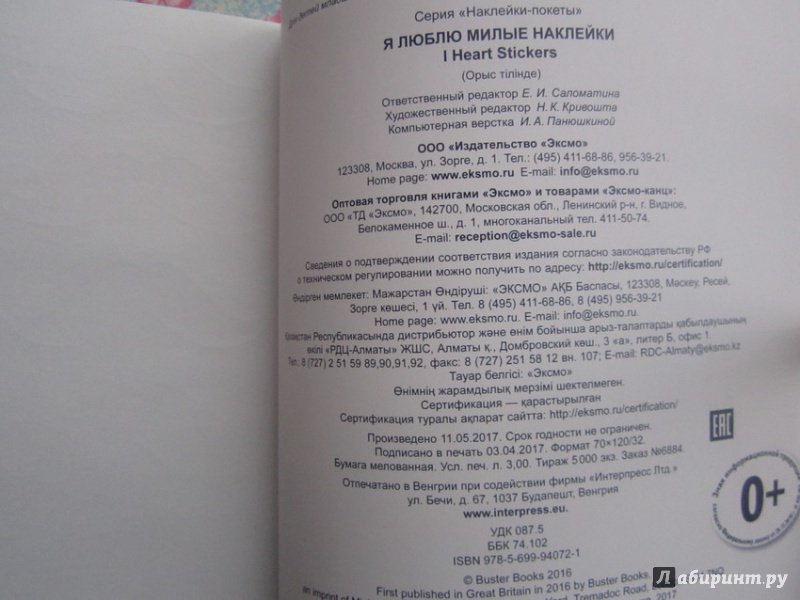 Для детей
Серия «Наклейки-покеты»
Я ЛЮБЛЮ МИЛЫЕ НАКЛЕЙКИ
I Heart Stickers
(Орыс тілінде)
Ответственный редактор Е. И. Саломатина
Художественный редактор Н. К. Кривошта
Компьютерная верстка И. А. Панюшкиной
ООО «Издательство «Эксмо»
123308, Москва, ул. Зорге, д. 1. Тел.: (495) 411-68-86, 956-39-21.
Home page: www.eksmo.ru E-mail: info@eksmo.ru
Оптовая торговля книгами «Эксмо» и товарами «Эксмо-канц»:
ООО «ТД «Эксмо», 142700, Московская обл., Ленинский р-н, г. Видное,
Белокаменное ш., д. 1, многоканальный тел. 411-50-74.
E-mail: reception@eksmo-sale.ru
Сведения о подтверждении соответствия издания согласно законодательству РФ
о техническом регулировании можно получить по адресу: http://eksmo.ru/certification/
Өндірген мемлекет: Мажарстан Өндіруші: «ЭКСМО» АҚБ Баспасы, 123308, Мәскеу, Ресей,
Зорге көшесі, 1 үй. Тел. 8 (495) 411-68-86, 8 (495) 956-39-21
Home page: www.eksmo.ru. E-mail: info@eksmo.ru.
Қазақстан Республикасында дистрибьютор және өнім бойынша арыз-талаптарды қабылдаушының
өкілі «РДЦ-Алматы» ЖШС, Алматы қ., Домбровский көш., 3 «а», литер Б, офис 1.
Тел.: 8 (727) 2 51 59 89,90,91,92, факс: 8 (727) 251 58 12 вн. 107; E-mail: RDC-Almaty@eksmo.kz
Тауар белгісі: «Эксмо»
Өнімнің жарамдылық мерзімі шектелмеген.
Сертификация — қарастырылған
Сертификация туралы ақпарат сайтта: http://eksmo.ru/certification/
Произведено 11.05.2017. Срок годности не ограничен.
Подписано в печать 03.04.2017. Формат 70×120/32.
Бумага мелованная. Усл. печ. л. 3,00. Тираж 5 000 экз. Заказ №6884.
Отпечатано в Венгрии при содействии фирмы «Интерпресс Лтд.»
ул. Бечи, д. 67, 1037 Будапешт, Венгрия
www.interpress.eu.
EAC
Знак информационной
0+
УДК 087.5
ББК 74.102
ISBN 978-5-699-94072-1
© Buster Books 2016
First published in Great Britain in 2016 by Buster Books,
an imprint of Tremadoc Road,
2017
Лабиринт.ру